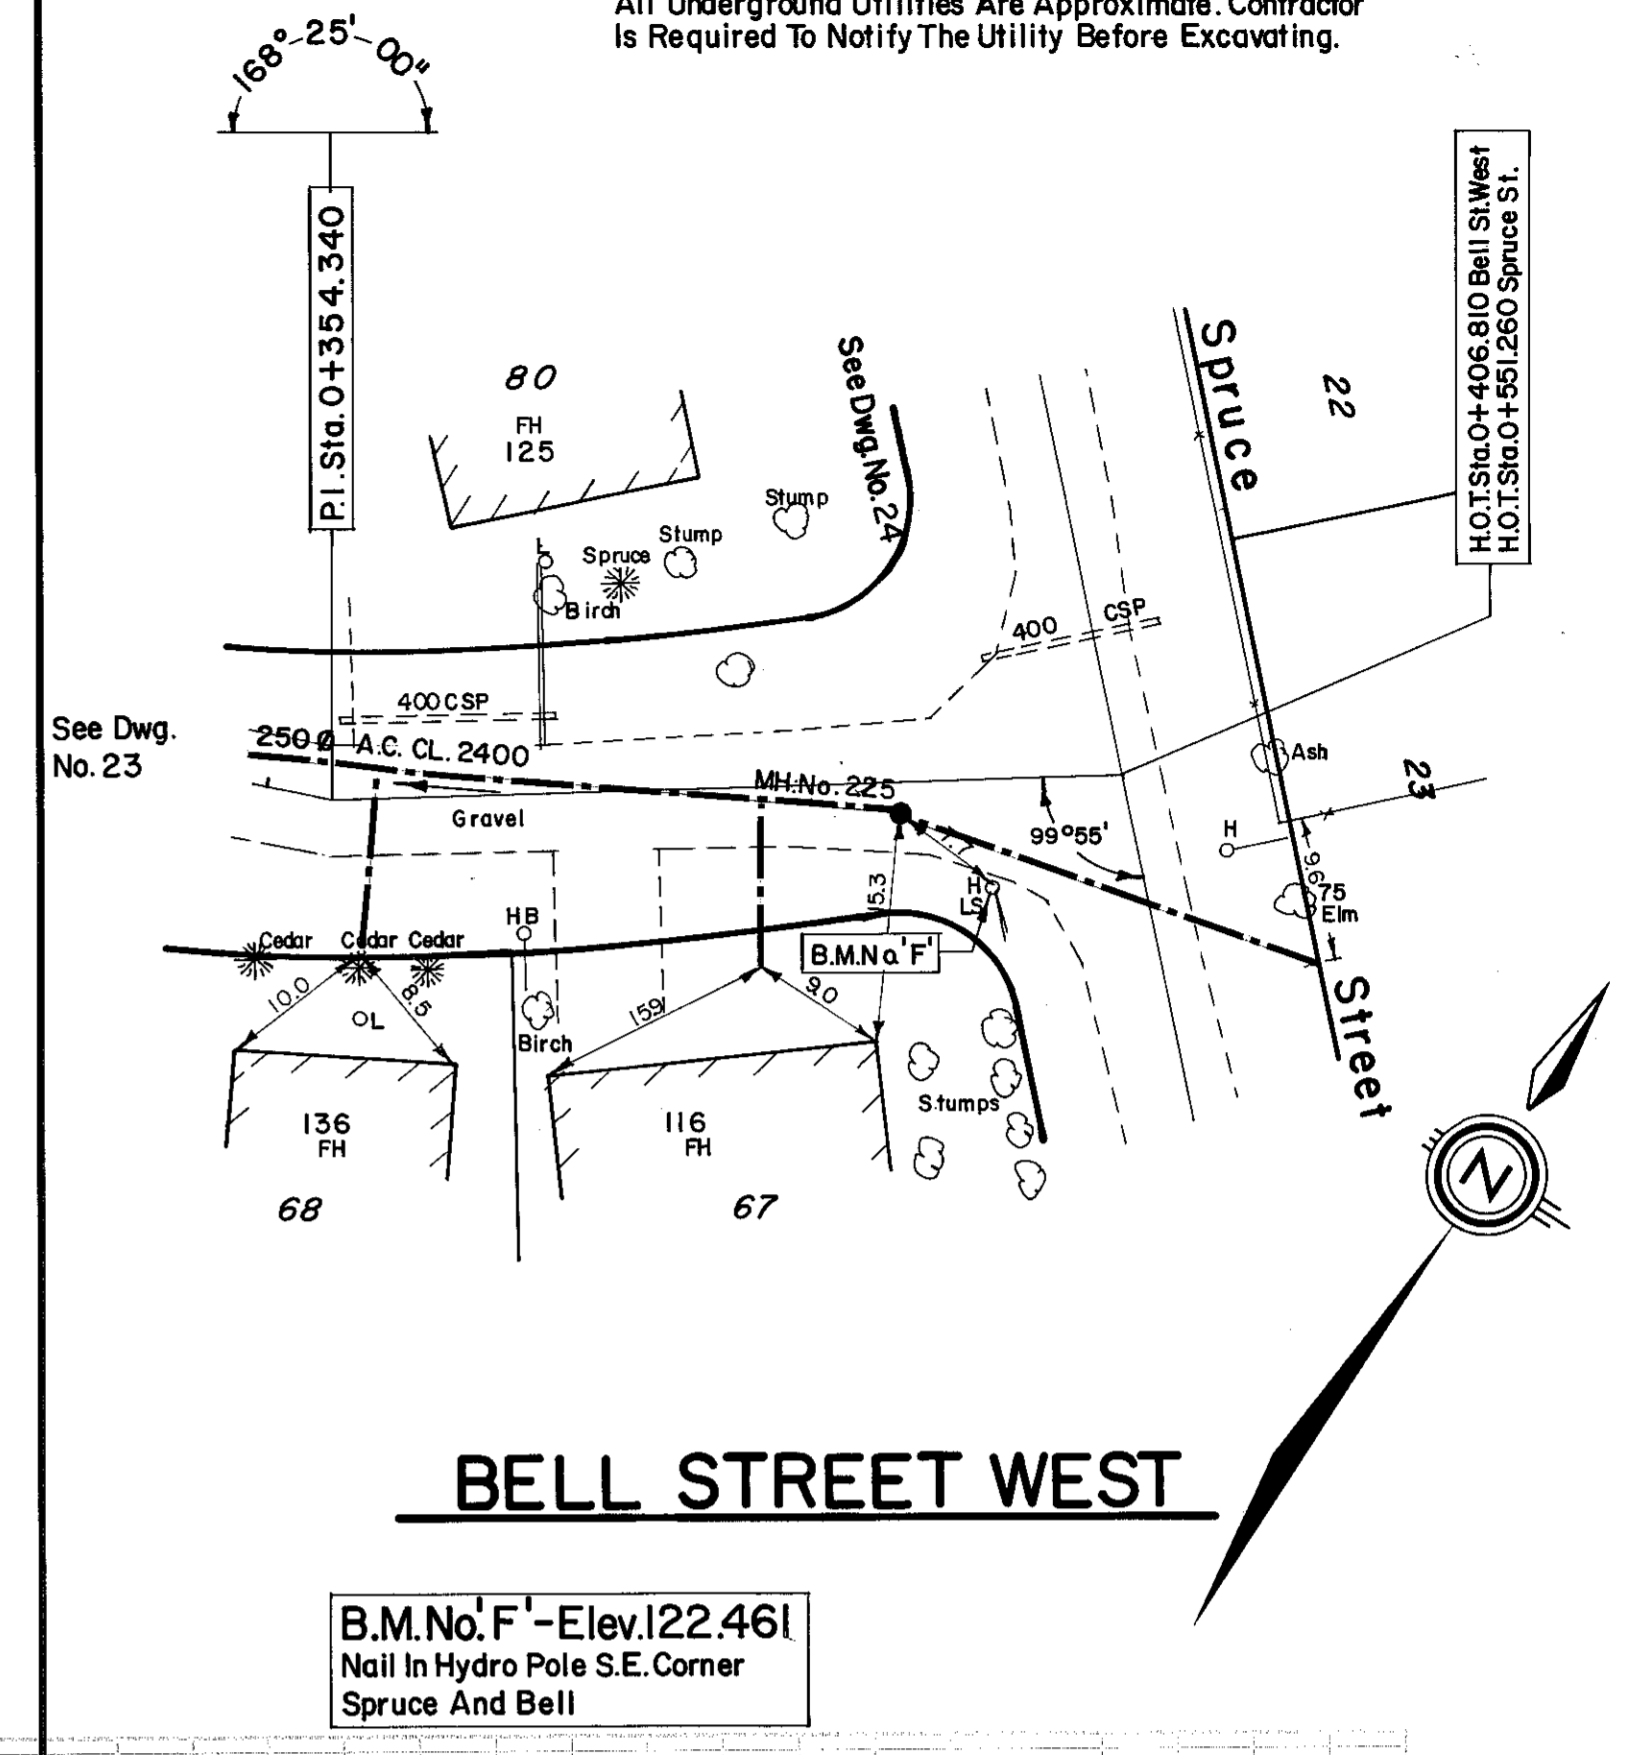 All Underground Utilities Are Approximate. Contractor
Is Required To Notify The Utility Before Excavating.
168°-25'-00"
P.I. Sta. 0+354.340
H.O.T. Sta. 0+406.810 Bell St. West
H.O.T. Sta. 0+551.260 Spruce St.
80
FH
125
See Dwg. No. 24
Spruce
22
Stump
Stump
Spruce
L
Birch
400
CSP
400 CSP
See Dwg.
No. 23
250 Ø A.C. CL. 2400
MH. No. 225
Gravel
99°55'
Ash
23
H
9.6
75
Elm
H
LS
15.3
B.M. No 'F'
HB
Cedar
Cedar
Cedar
10.0
8.5
OL
Birch
159
9.0
Street
136
FH
116
FH
Stumps
68
67
N
BELL STREET WEST
B.M. No. 'F' - Elev. 122.461
Nail In Hydro Pole S.E. Corner
Spruce And Bell